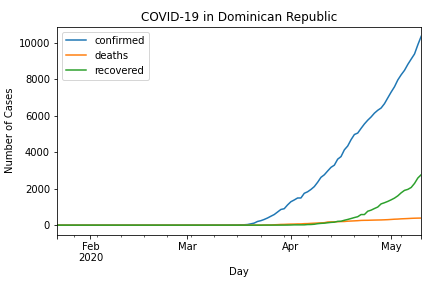 COVID-19 in Dominican Republic
confirmed
deaths
recovered
Number of Cases
10000
8000
6000
4000
2000
0
Feb
2020
Mar
Apr
May
Day